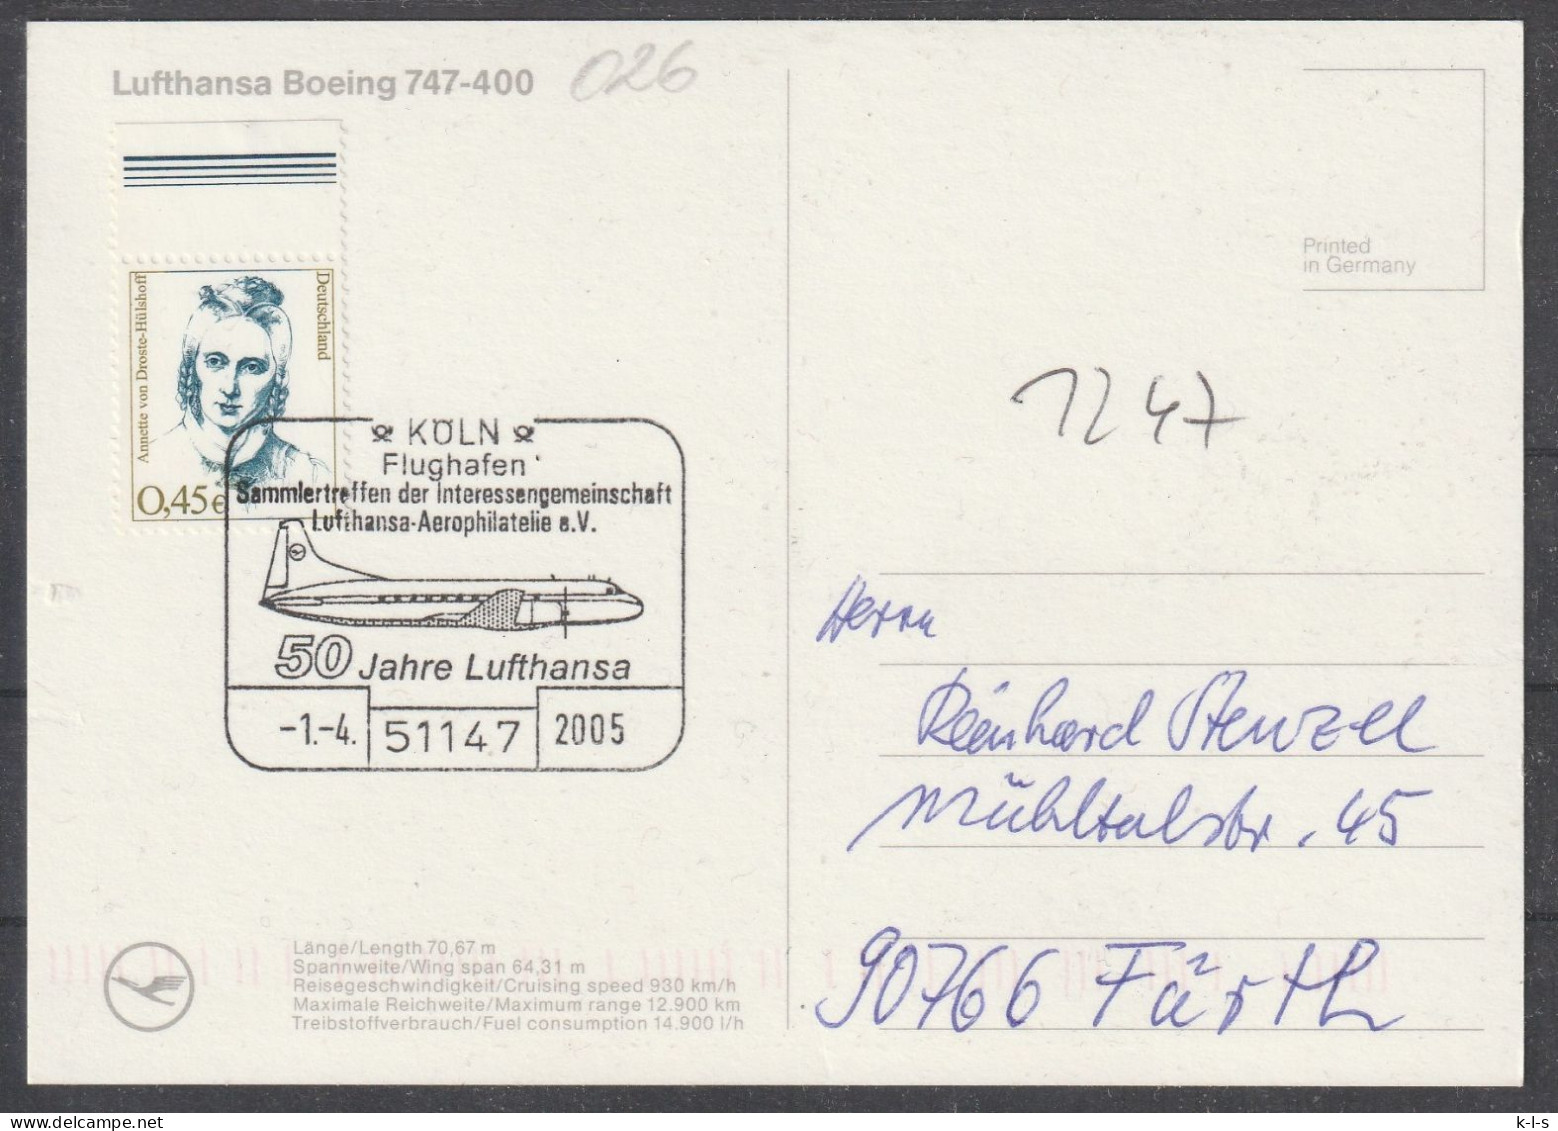 Lufthansa Boeing 747-400
026
Deutschland
Annette von Droste-Hülshoff
0,45€
KÖLN
Flughafen
Sammlertreffen der Interessengemeinschaft
Lufthansa-Aerophilatelie e.V.
50 Jahre Lufthansa
-1.-4. 51147 2005
Länge/Length 70,67 m
Spannweite/Wing span 64,31 m
Reisegeschwindigkeit/Cruising speed 930 km/h
Maximale Reichweite/Maximum range 12.900 km
Treibstoffverbrauch/Fuel consumption 14.900 l/h
Printed
in Germany
1247
Herrn
Reinhard Stenzel
Mühltalstr. 45
90766 Fürth
k-l-s